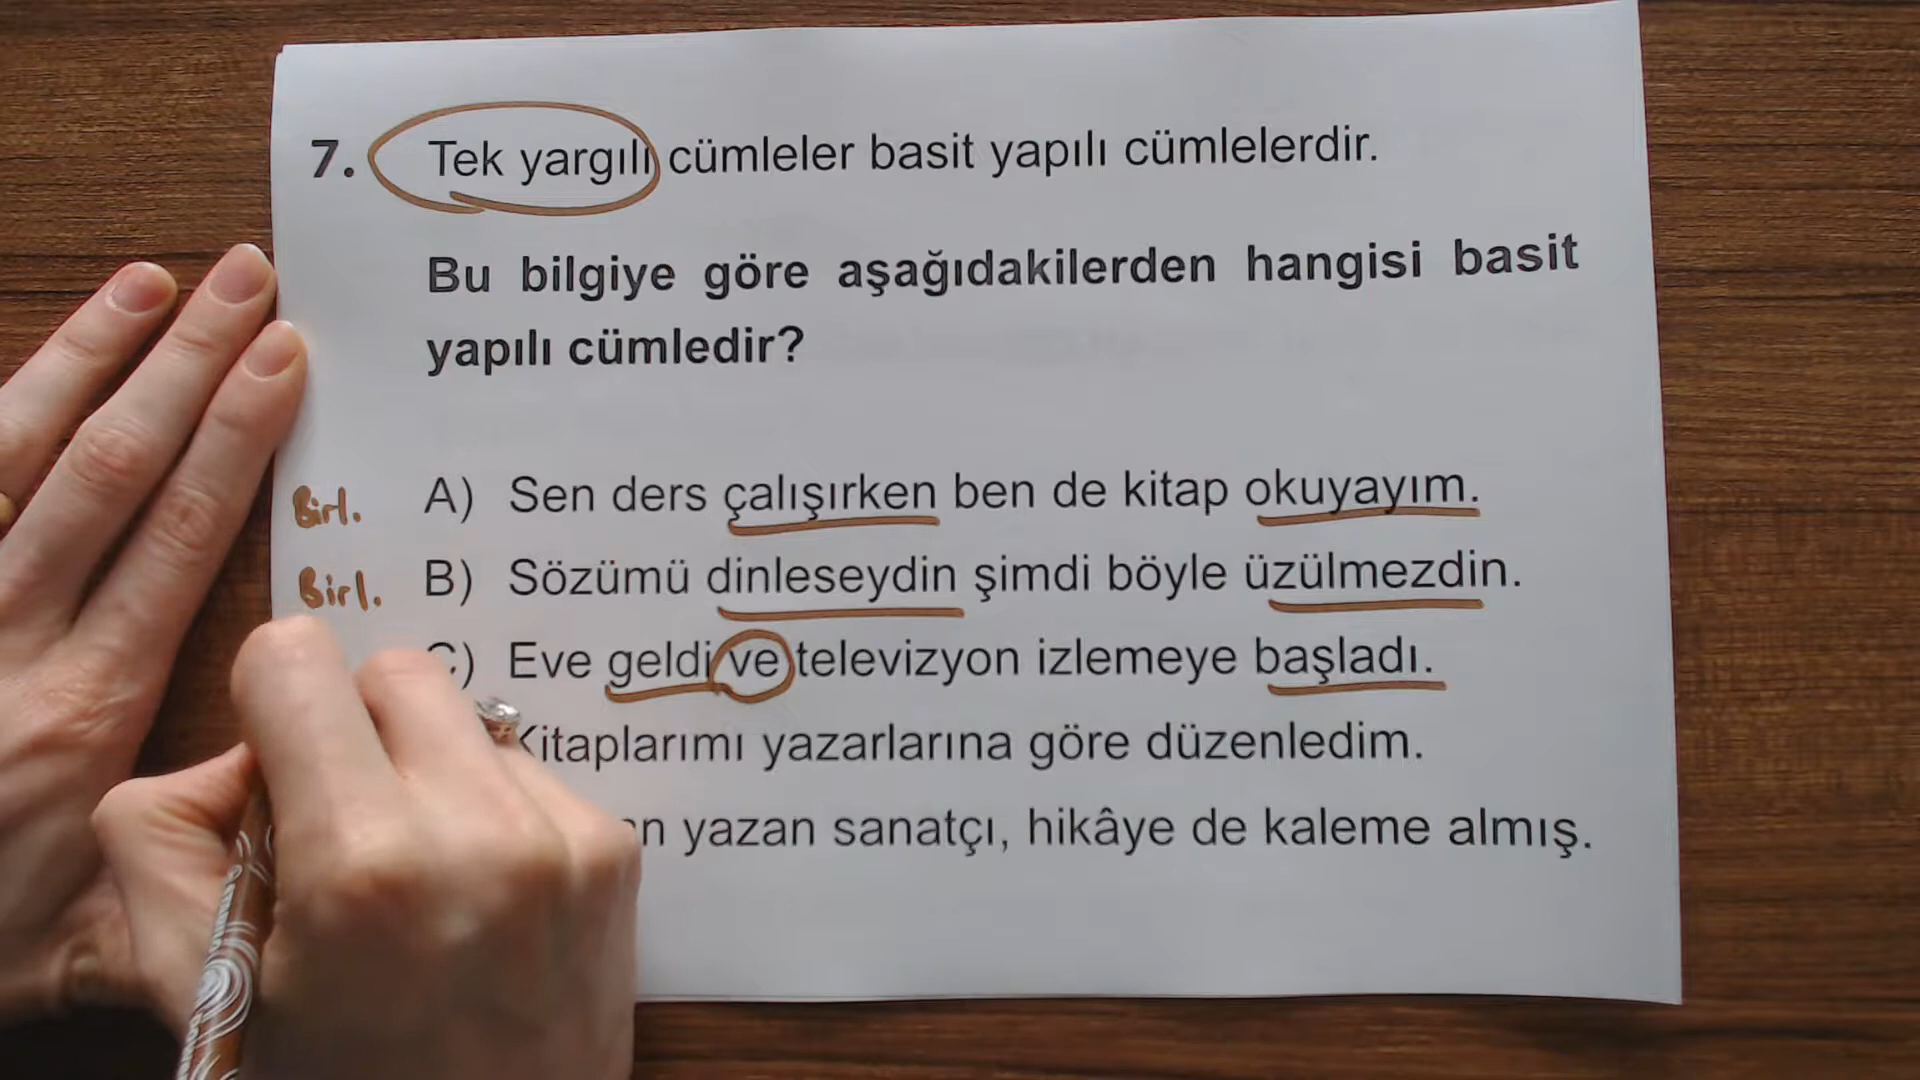 7. Tek yargılı cümleler basit yapılı cümlelerdir.
Bu bilgiye göre aşağıdakilerden hangisi basit
yapılı cümledir?
Birl. A) Sen ders çalışırken ben de kitap okuyayım.
Birl. B) Sözümü dinleseydin şimdi böyle üzülmezdin.
C) Eve geldi ve televizyon izlemeye başladı.
Kitaplarımı yazarlarına göre düzenledim.
yazan sanatçı, hikâye de kaleme almış.